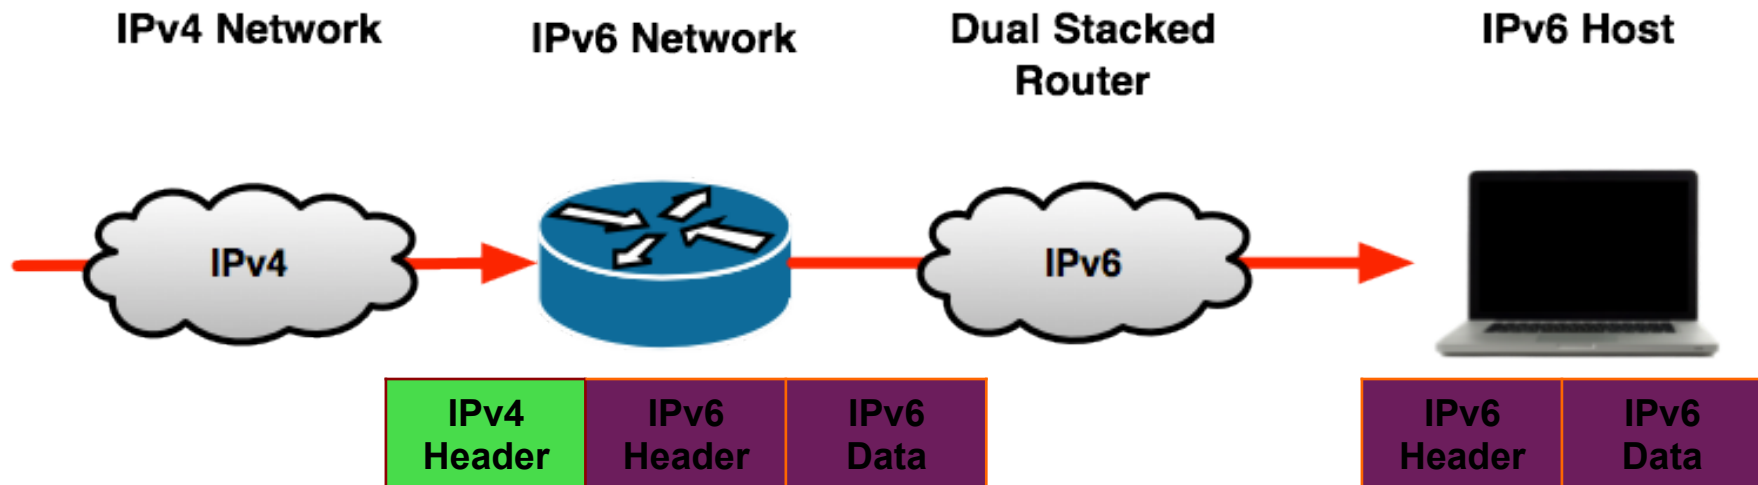 IPv4 Network
IPv6 Network
Dual Stacked
Router
IPv6 Host
IPv4
IPv6
IPv4
Header
IPv6
Header
IPv6
Data
IPv6
Header
IPv6
Data